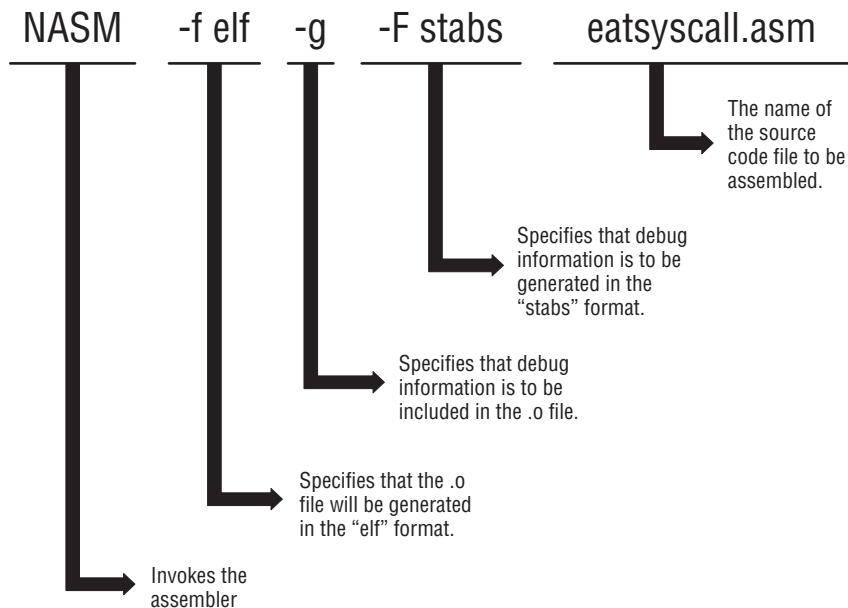 NASM -f elf -g -F stabs eatsyscall.asm
The name of
the source
code file to be
assembled.
Specifies that debug
information is to be
generated in the
“stabs” format.
Specifies that debug
information is to be
included in the .o file.
Specifies that the .o
file will be generated
in the “elf” format.
Invokes the
assembler